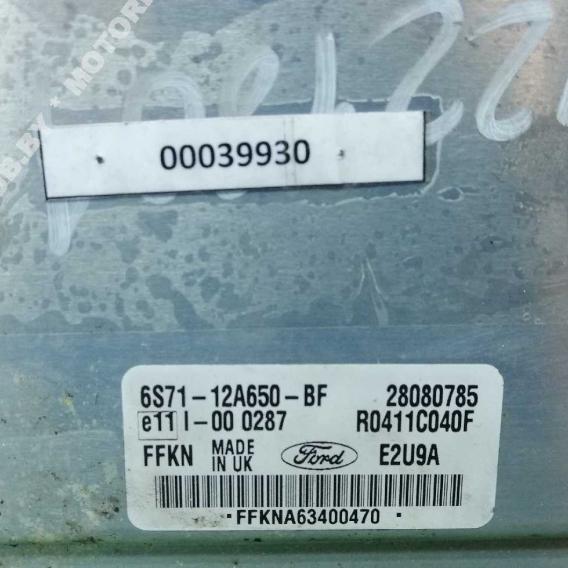 00039930
6S71-12A650-BF 28080785
e11 I-00 0287 R0411C040F
FFKN MADE IN UK Ford E2U9A
· FFKNA63400470 ·